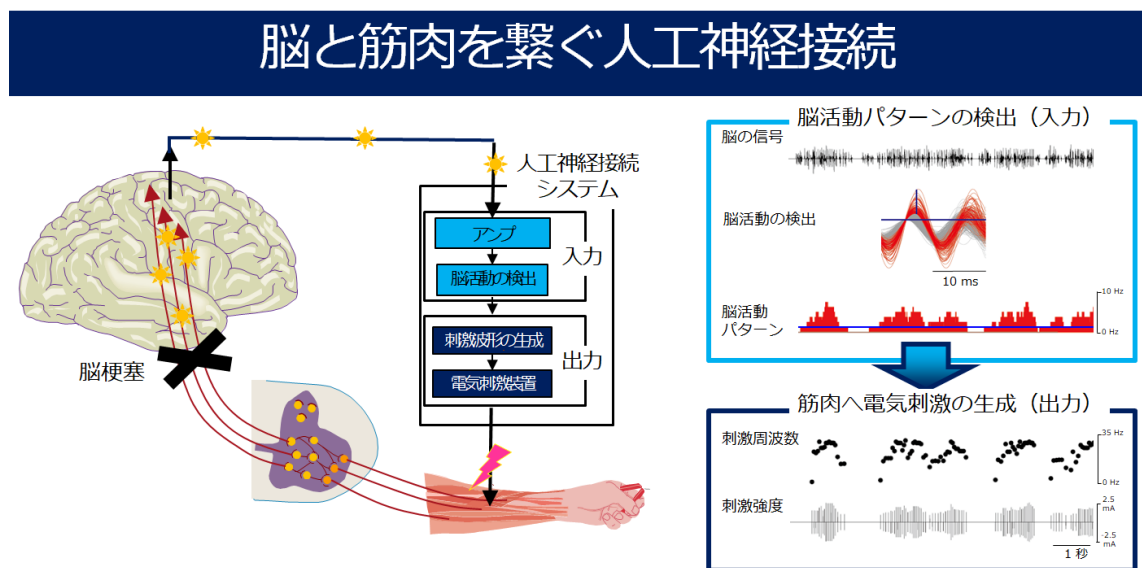 脳と筋肉を繋ぐ人工神経接続
人工神経接続
システム
アンプ
脳活動の検出
入力
刺激波形の生成
電気刺激装置
出力
脳梗塞
脳活動パターンの検出（入力）
脳の信号
脳活動の検出
10 ms
脳活動
パターン
10 Hz
0 Hz
筋肉へ電気刺激の生成（出力）
刺激周波数
35 Hz
0 Hz
刺激強度
2.5
mA
-2.5
mA
1 秒